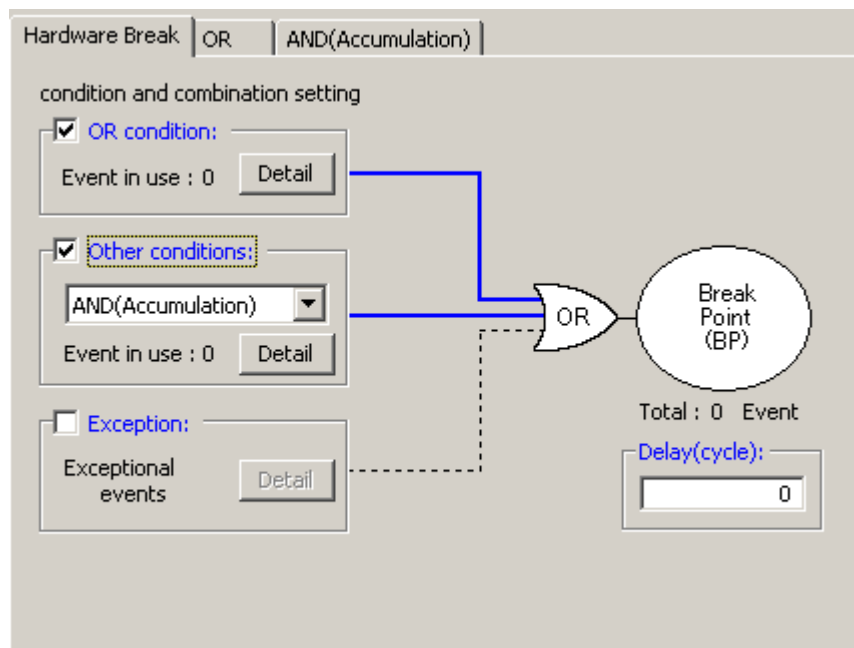 Hardware Break OR AND(Accumulation)
condition and combination setting
OR condition:
Event in use : 0 Detail
Other conditions:
AND(Accumulation)
Event in use : 0 Detail
Exception:
Exceptional
events
Detail
OR
Break
Point
(BP)
Total : 0 Event
Delay(cycle):
0